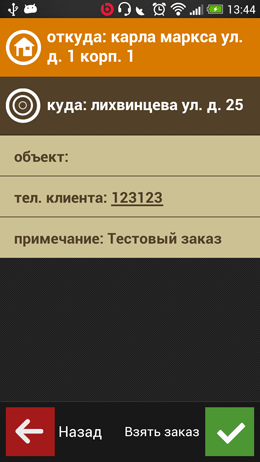 13:44
откуда: карла маркса ул.
д. 1 корп. 1
куда: лихвинцева ул. д. 25
объект:
тел. клиента: 123123
примечание: Тестовый заказ
Назад
Взять заказ